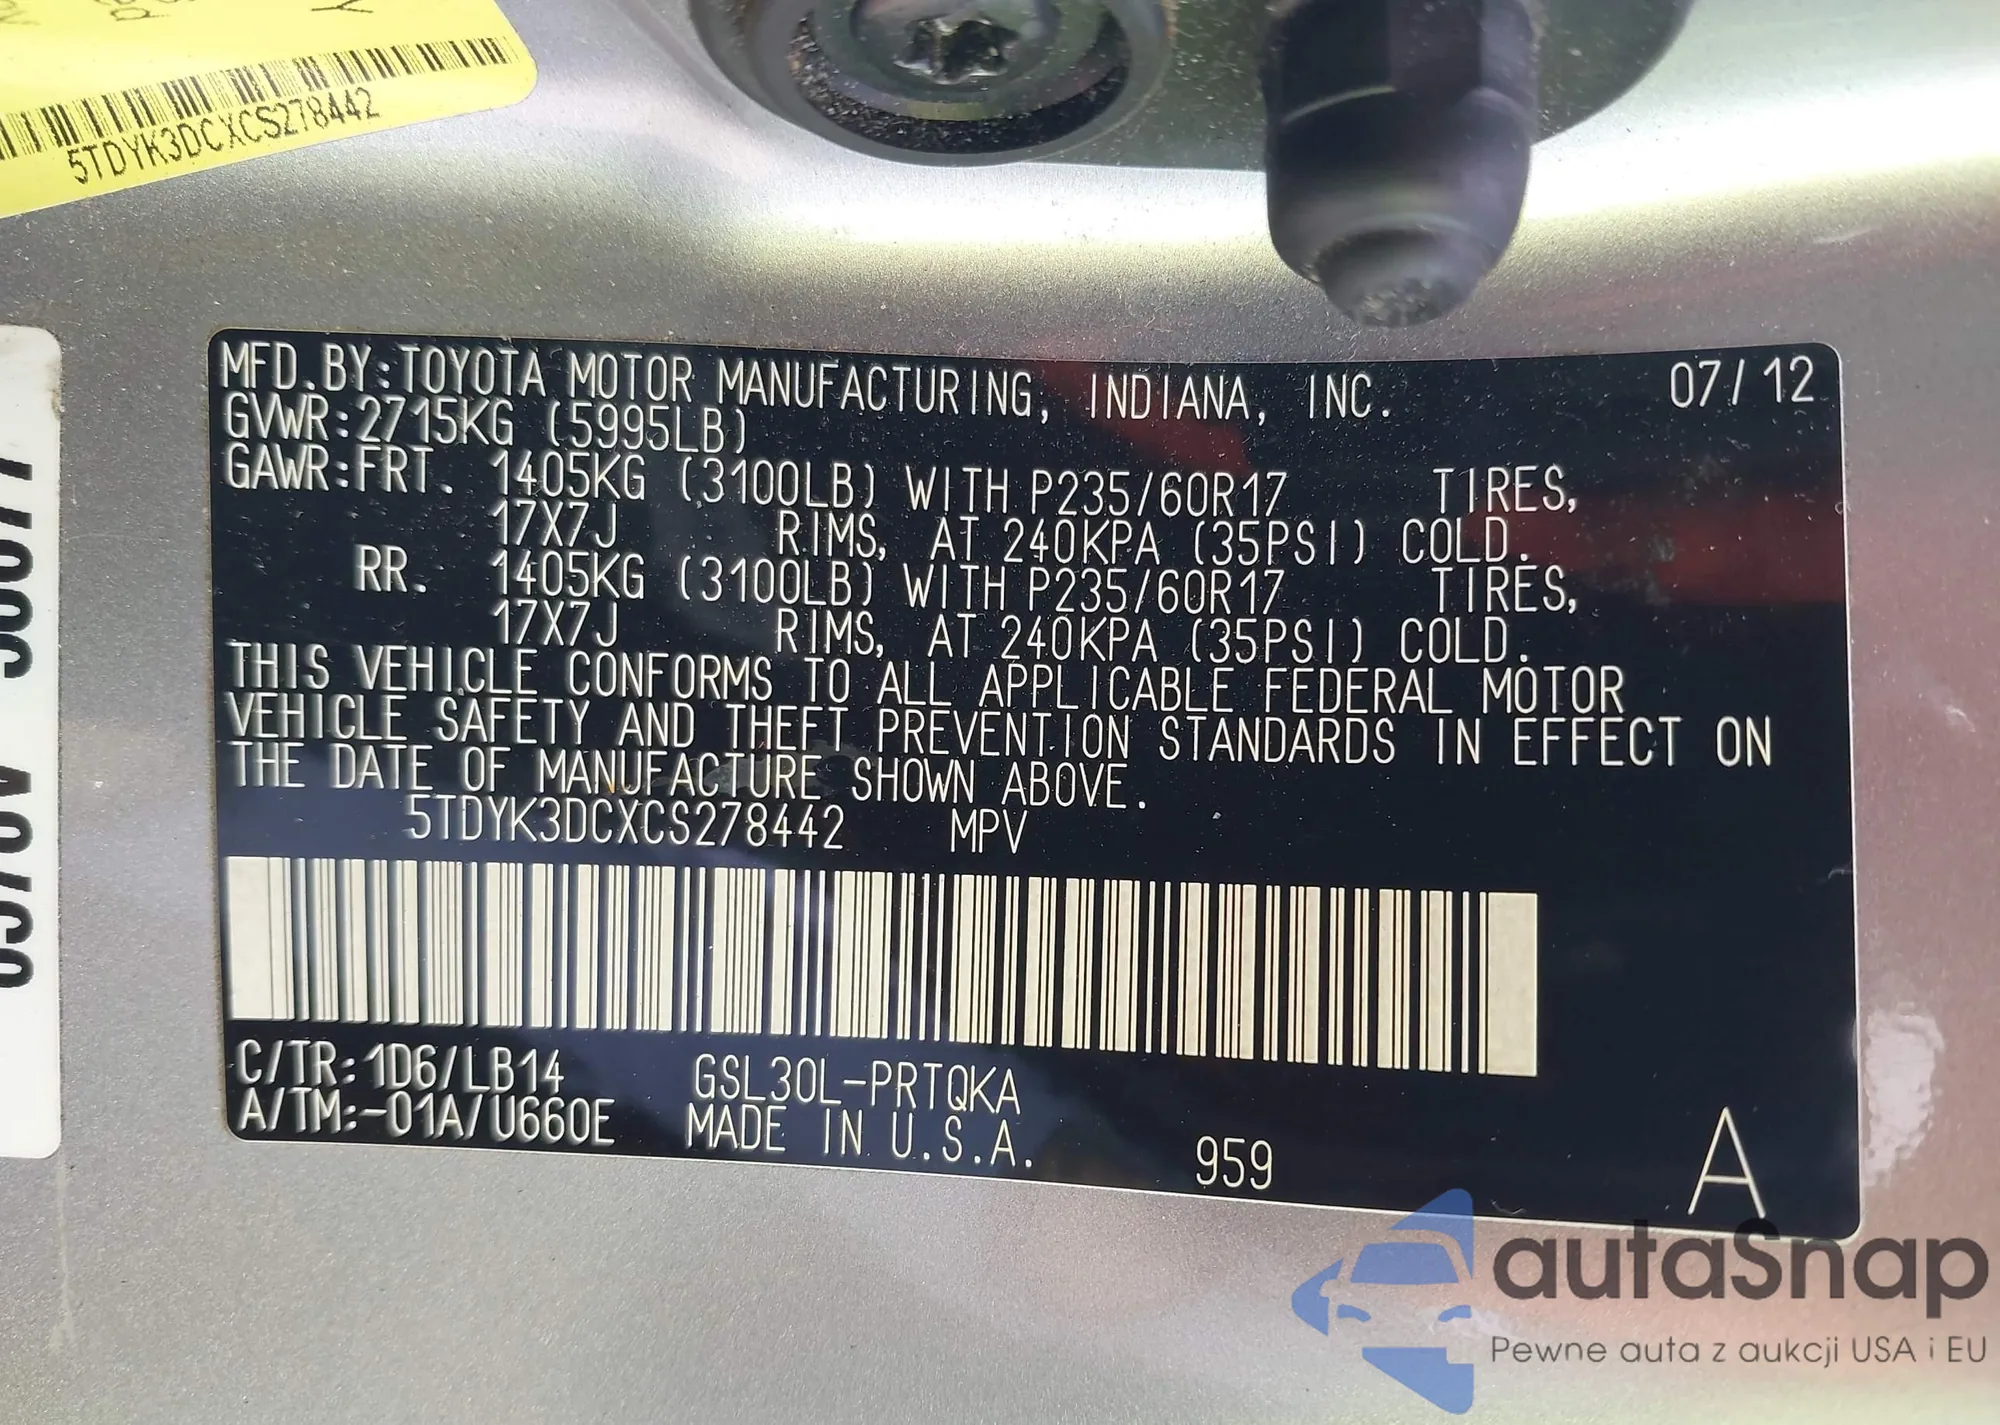 5TDYK3DCXCS278442
MFD.BY:TOYOTA MOTOR MANUFACTURING, INDIANA, INC. 07/12
GVWR:2715KG (5995LB)
GAWR:FRT. 1405KG (3100LB) WITH P235/60R17 TIRES,
17X7J RIMS, AT 240KPA (35PSI) COLD.
RR. 1405KG (3100LB) WITH P235/60R17 TIRES,
17X7J RIMS, AT 240KPA (35PSI) COLD.
THIS VEHICLE CONFORMS TO ALL APPLICABLE FEDERAL MOTOR
VEHICLE SAFETY AND THEFT PREVENTION STANDARDS IN EFFECT ON
THE DATE OF MANUFACTURE SHOWN ABOVE.
5TDYK3DCXCS278442 MPV
C/TR:1D6/LB14 GSL30L-PRTQKA
A/TM:-01A/U660E MADE IN U.S.A. 959 A
autaSnap
Pewne auta z aukcji USA i EU